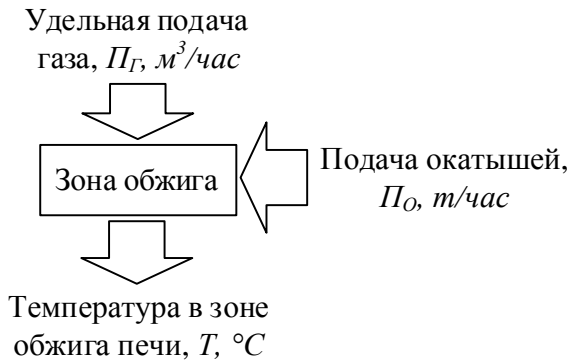 Удельная подача
газа, П_Г, м³/час
Зона обжига
Подача окатышей,
П_О, т/час
Температура в зоне
обжига печи, Т, °С